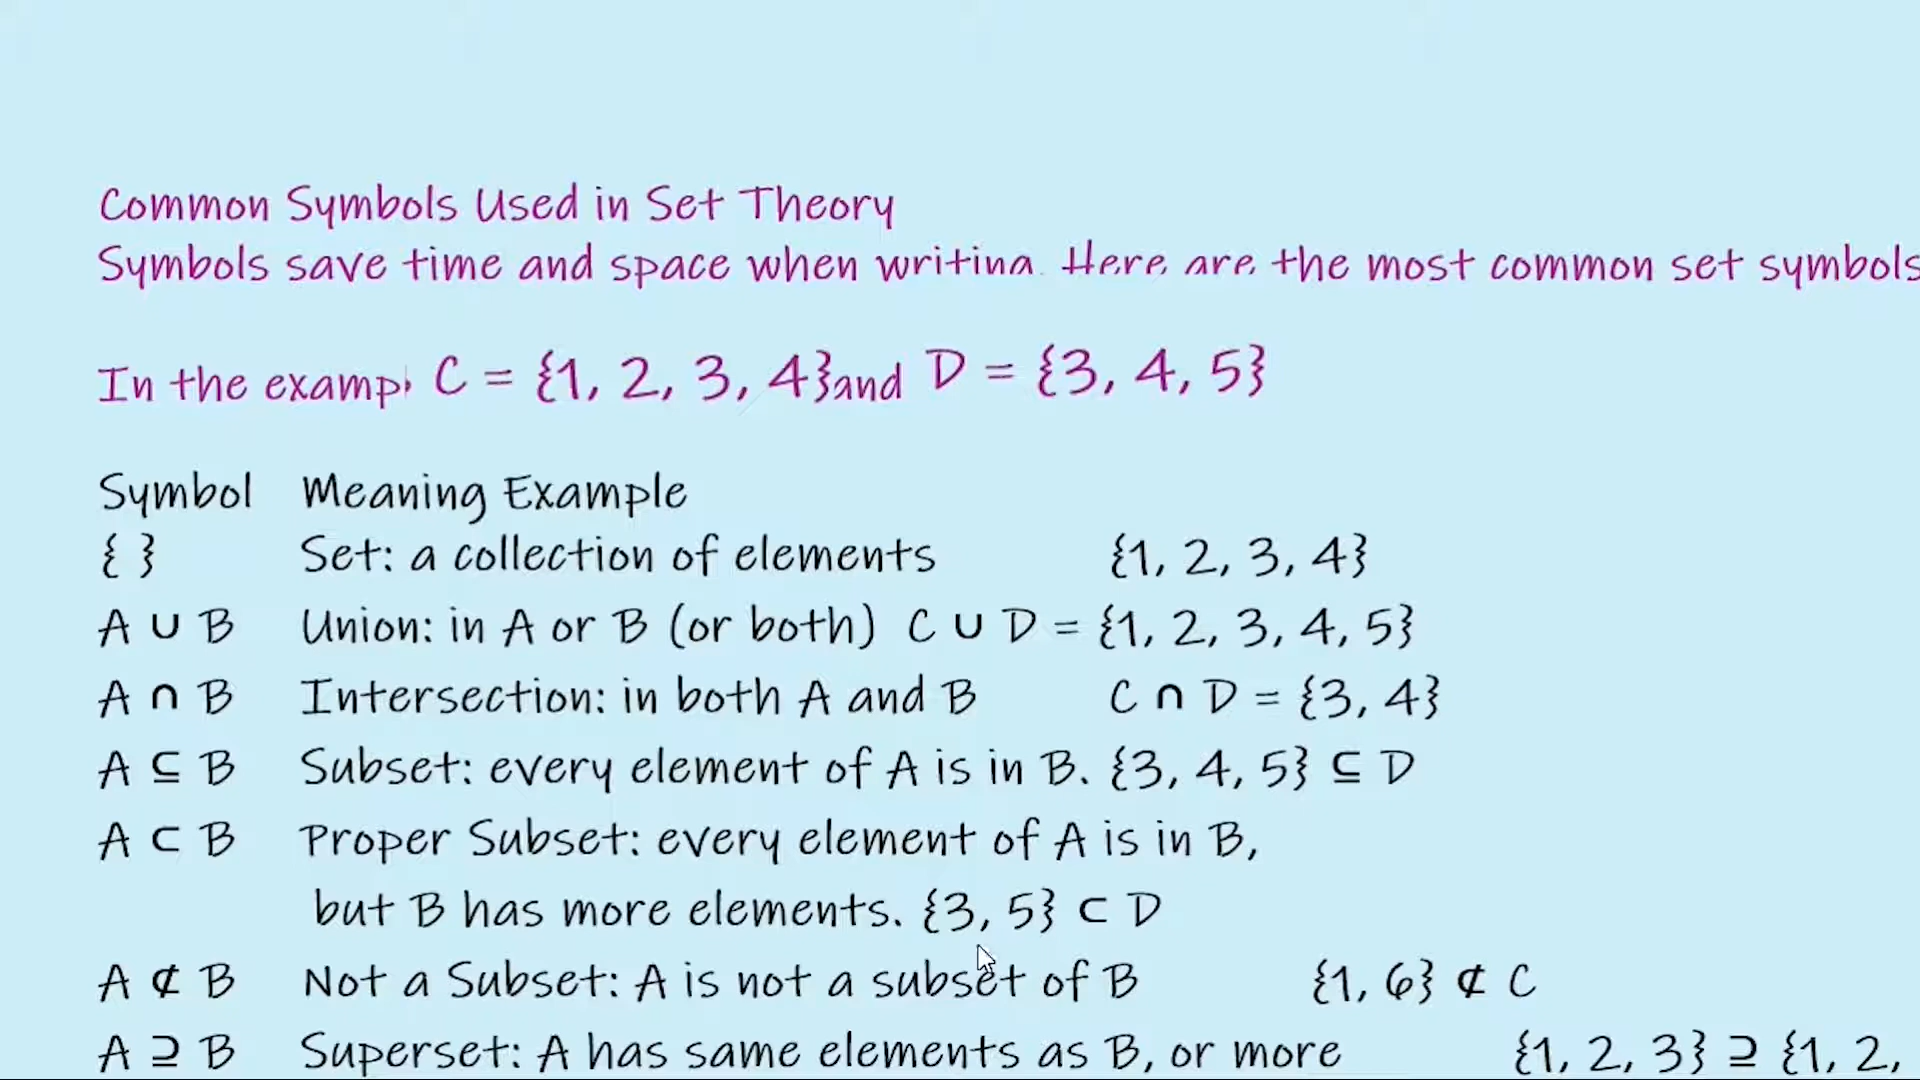 Common Symbols Used in Set Theory
Symbols save time and space when writing. Here are the most common set symbols
In the examp C = {1, 2, 3, 4} and D = {3, 4, 5}
Symbol Meaning Example
{ } Set: a collection of elements {1, 2, 3, 4}
A ∪ B Union: in A or B (or both) C ∪ D = {1, 2, 3, 4, 5}
A ∩ B Intersection: in both A and B C ∩ D = {3, 4}
A ⊆ B Subset: every element of A is in B. {3, 4, 5} ⊆ D
A ⊂ B Proper Subset: every element of A is in B,
but B has more elements. {3, 5} ⊂ D
A ⊄ B Not a Subset: A is not a subset of B {1, 6} ⊄ C
A ⊇ B Superset: A has same elements as B, or more {1, 2, 3} ⊇ {1, 2,